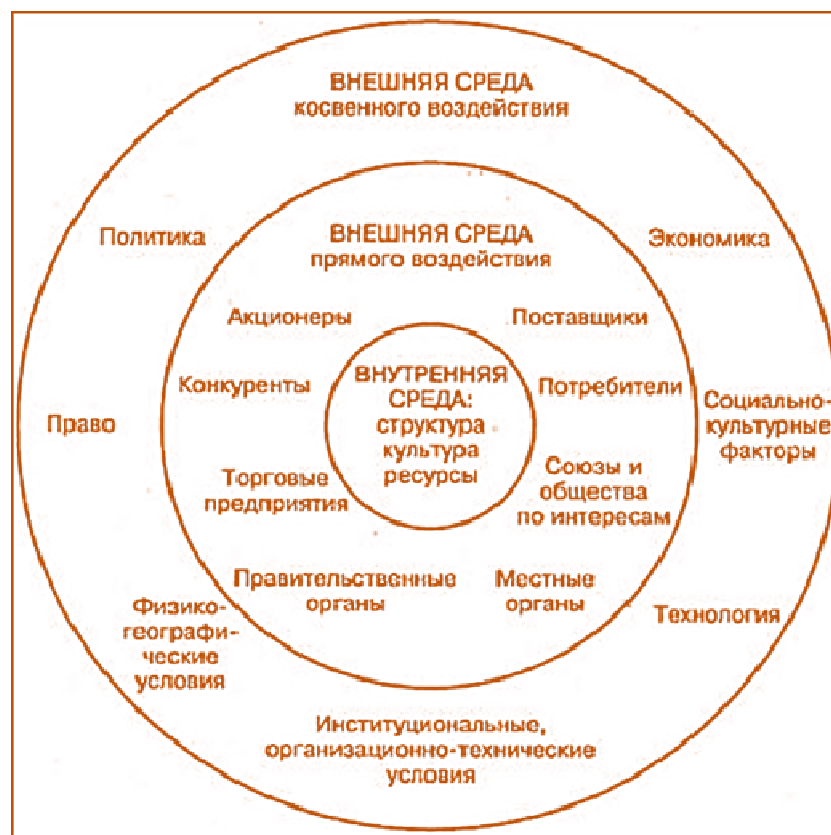 ВНЕШНЯЯ СРЕДА
косвенного воздействия
Политика
Экономика
ВНЕШНЯЯ СРЕДА
прямого воздействия
Акционеры
Поставщики
Конкуренты
Потребители
ВНУТРЕННЯЯ
СРЕДА:
структура
культура
ресурсы
Право
Социально-
культурные
факторы
Торговые
предприятия
Союзы и
общества
по интересам
Правительственные
органы
Местные
органы
Физико-
географи-
ческие
условия
Технология
Институциональные,
организационно-технические
условия